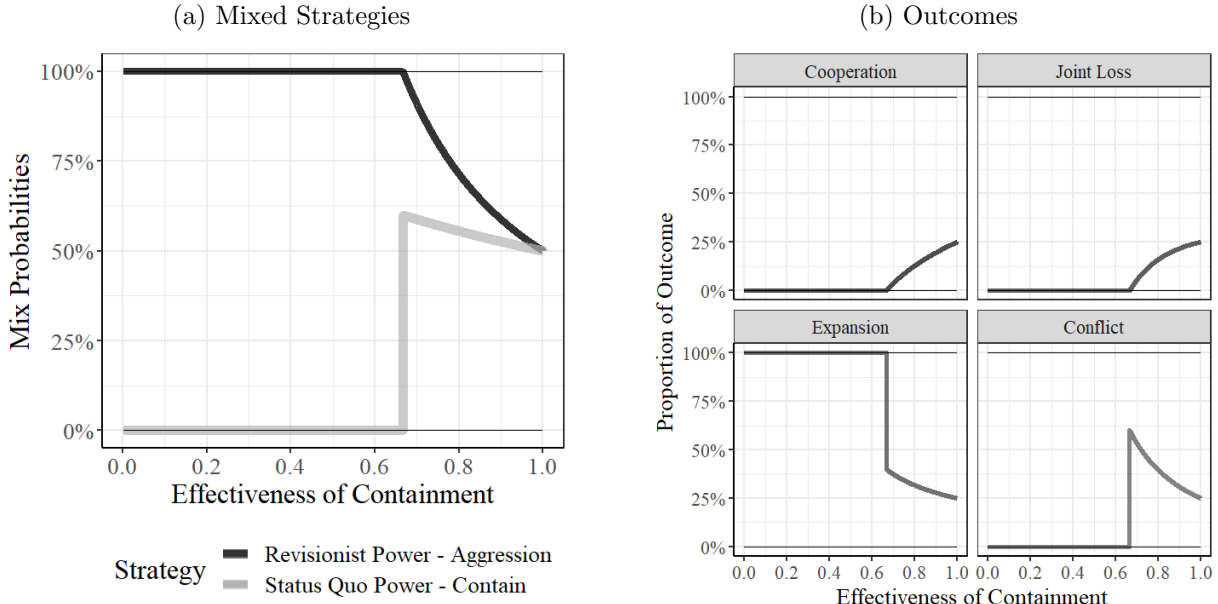 (a) Mixed Strategies
Mix Probabilities
100%
75%
50%
25%
0%
0.0 0.2 0.4 0.6 0.8 1.0
Effectiveness of Containment
Strategy
Revisionist Power - Aggression
Status Quo Power - Contain
(b) Outcomes
Proportion of Outcome
Cooperation Joint Loss
100%
75%
50%
25%
0%
Expansion Conflict
100%
75%
50%
25%
0%
0.0 0.2 0.4 0.6 0.8 1.0 0.0 0.2 0.4 0.6 0.8 1.0
Effectiveness of Containment